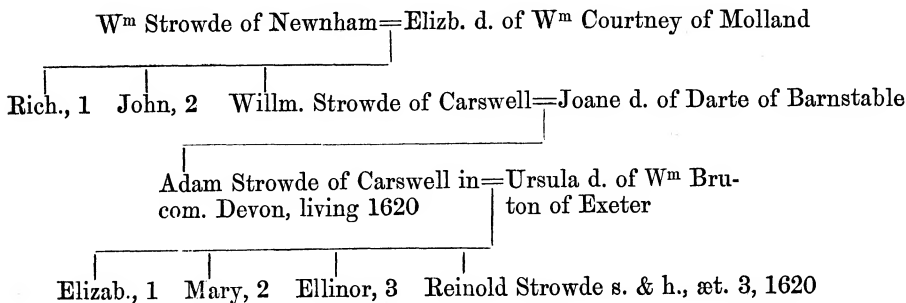 Wᵐ Strowde of Newnham=Elizb. d. of Wᵐ Courtney of Molland
Rich., 1 John, 2 Willm. Strowde of Carswell=Joane d. of Darte of Barnstable
Adam Strowde of Carswell in=Ursula d. of Wᵐ Bru-
com. Devon, living 1620 ton of Exeter
Elizab., 1 Mary, 2 Ellinor, 3 Reinold Strowde s. & h., æt. 3, 1620